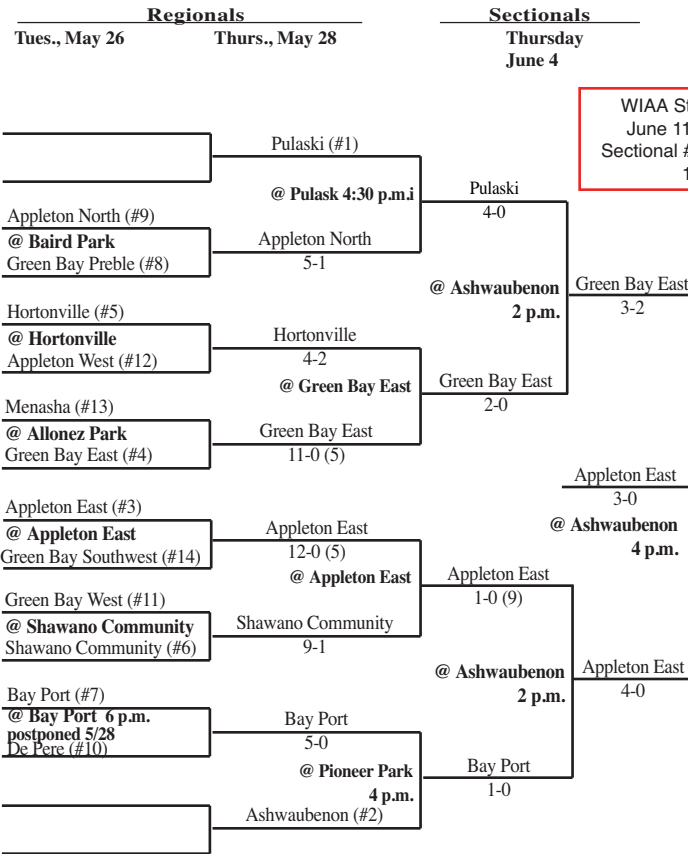 Regionals
Sectionals
Tues., May 26
Thurs., May 28
Thursday
June 4
WIAA St
June 11
Sectional #
1
Pulaski (#1)
@ Pulask 4:30 p.m.i
Pulaski
4-0
Appleton North (#9)
@ Baird Park
Green Bay Preble (#8)
Appleton North
5-1
@ Ashwaubenon
2 p.m.
Green Bay East
3-2
Hortonville (#5)
@ Hortonville
Appleton West (#12)
Hortonville
4-2
@ Green Bay East
Green Bay East
2-0
Menasha (#13)
@ Allonez Park
Green Bay East (#4)
Green Bay East
11-0 (5)
Appleton East
3-0
@ Ashwaubenon
4 p.m.
Appleton East (#3)
@ Appleton East
Green Bay Southwest (#14)
Appleton East
12-0 (5)
@ Appleton East
Appleton East
1-0 (9)
Green Bay West (#11)
@ Shawano Community
Shawano Community (#6)
Shawano Community
9-1
@ Ashwaubenon
2 p.m.
Appleton East
4-0
Bay Port (#7)
@ Bay Port 6 p.m.
postponed 5/28
De Pere (#10)
Bay Port
5-0
@ Pioneer Park
4 p.m.
Bay Port
1-0
Ashwaubenon (#2)